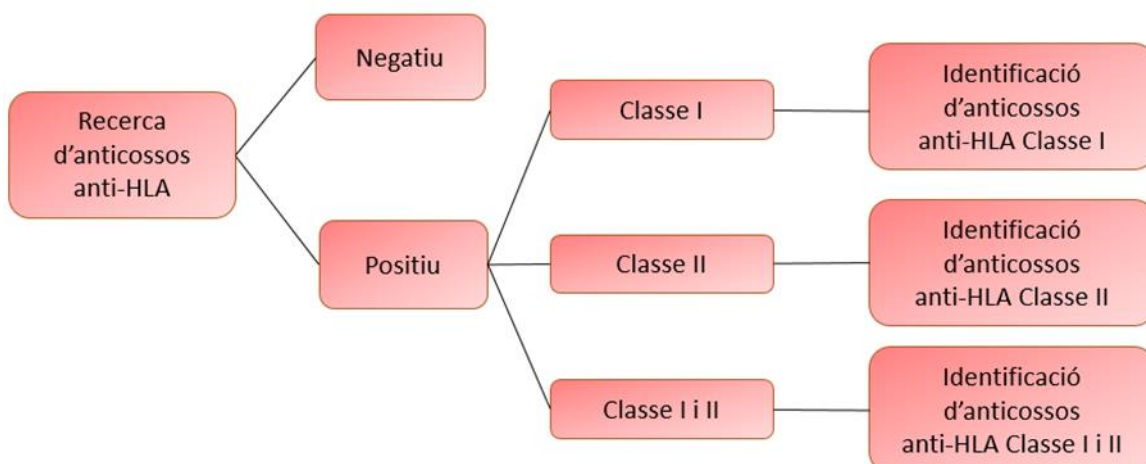 Recerca
d'anticossos
anti-HLA
Negatiu
Positiu
Classe I
Identificació
d'anticossos
anti-HLA Classe I
Classe II
Identificació
d'anticossos
anti-HLA Classe II
Classe I i II
Identificació
d'anticossos
anti-HLA Classe I i II